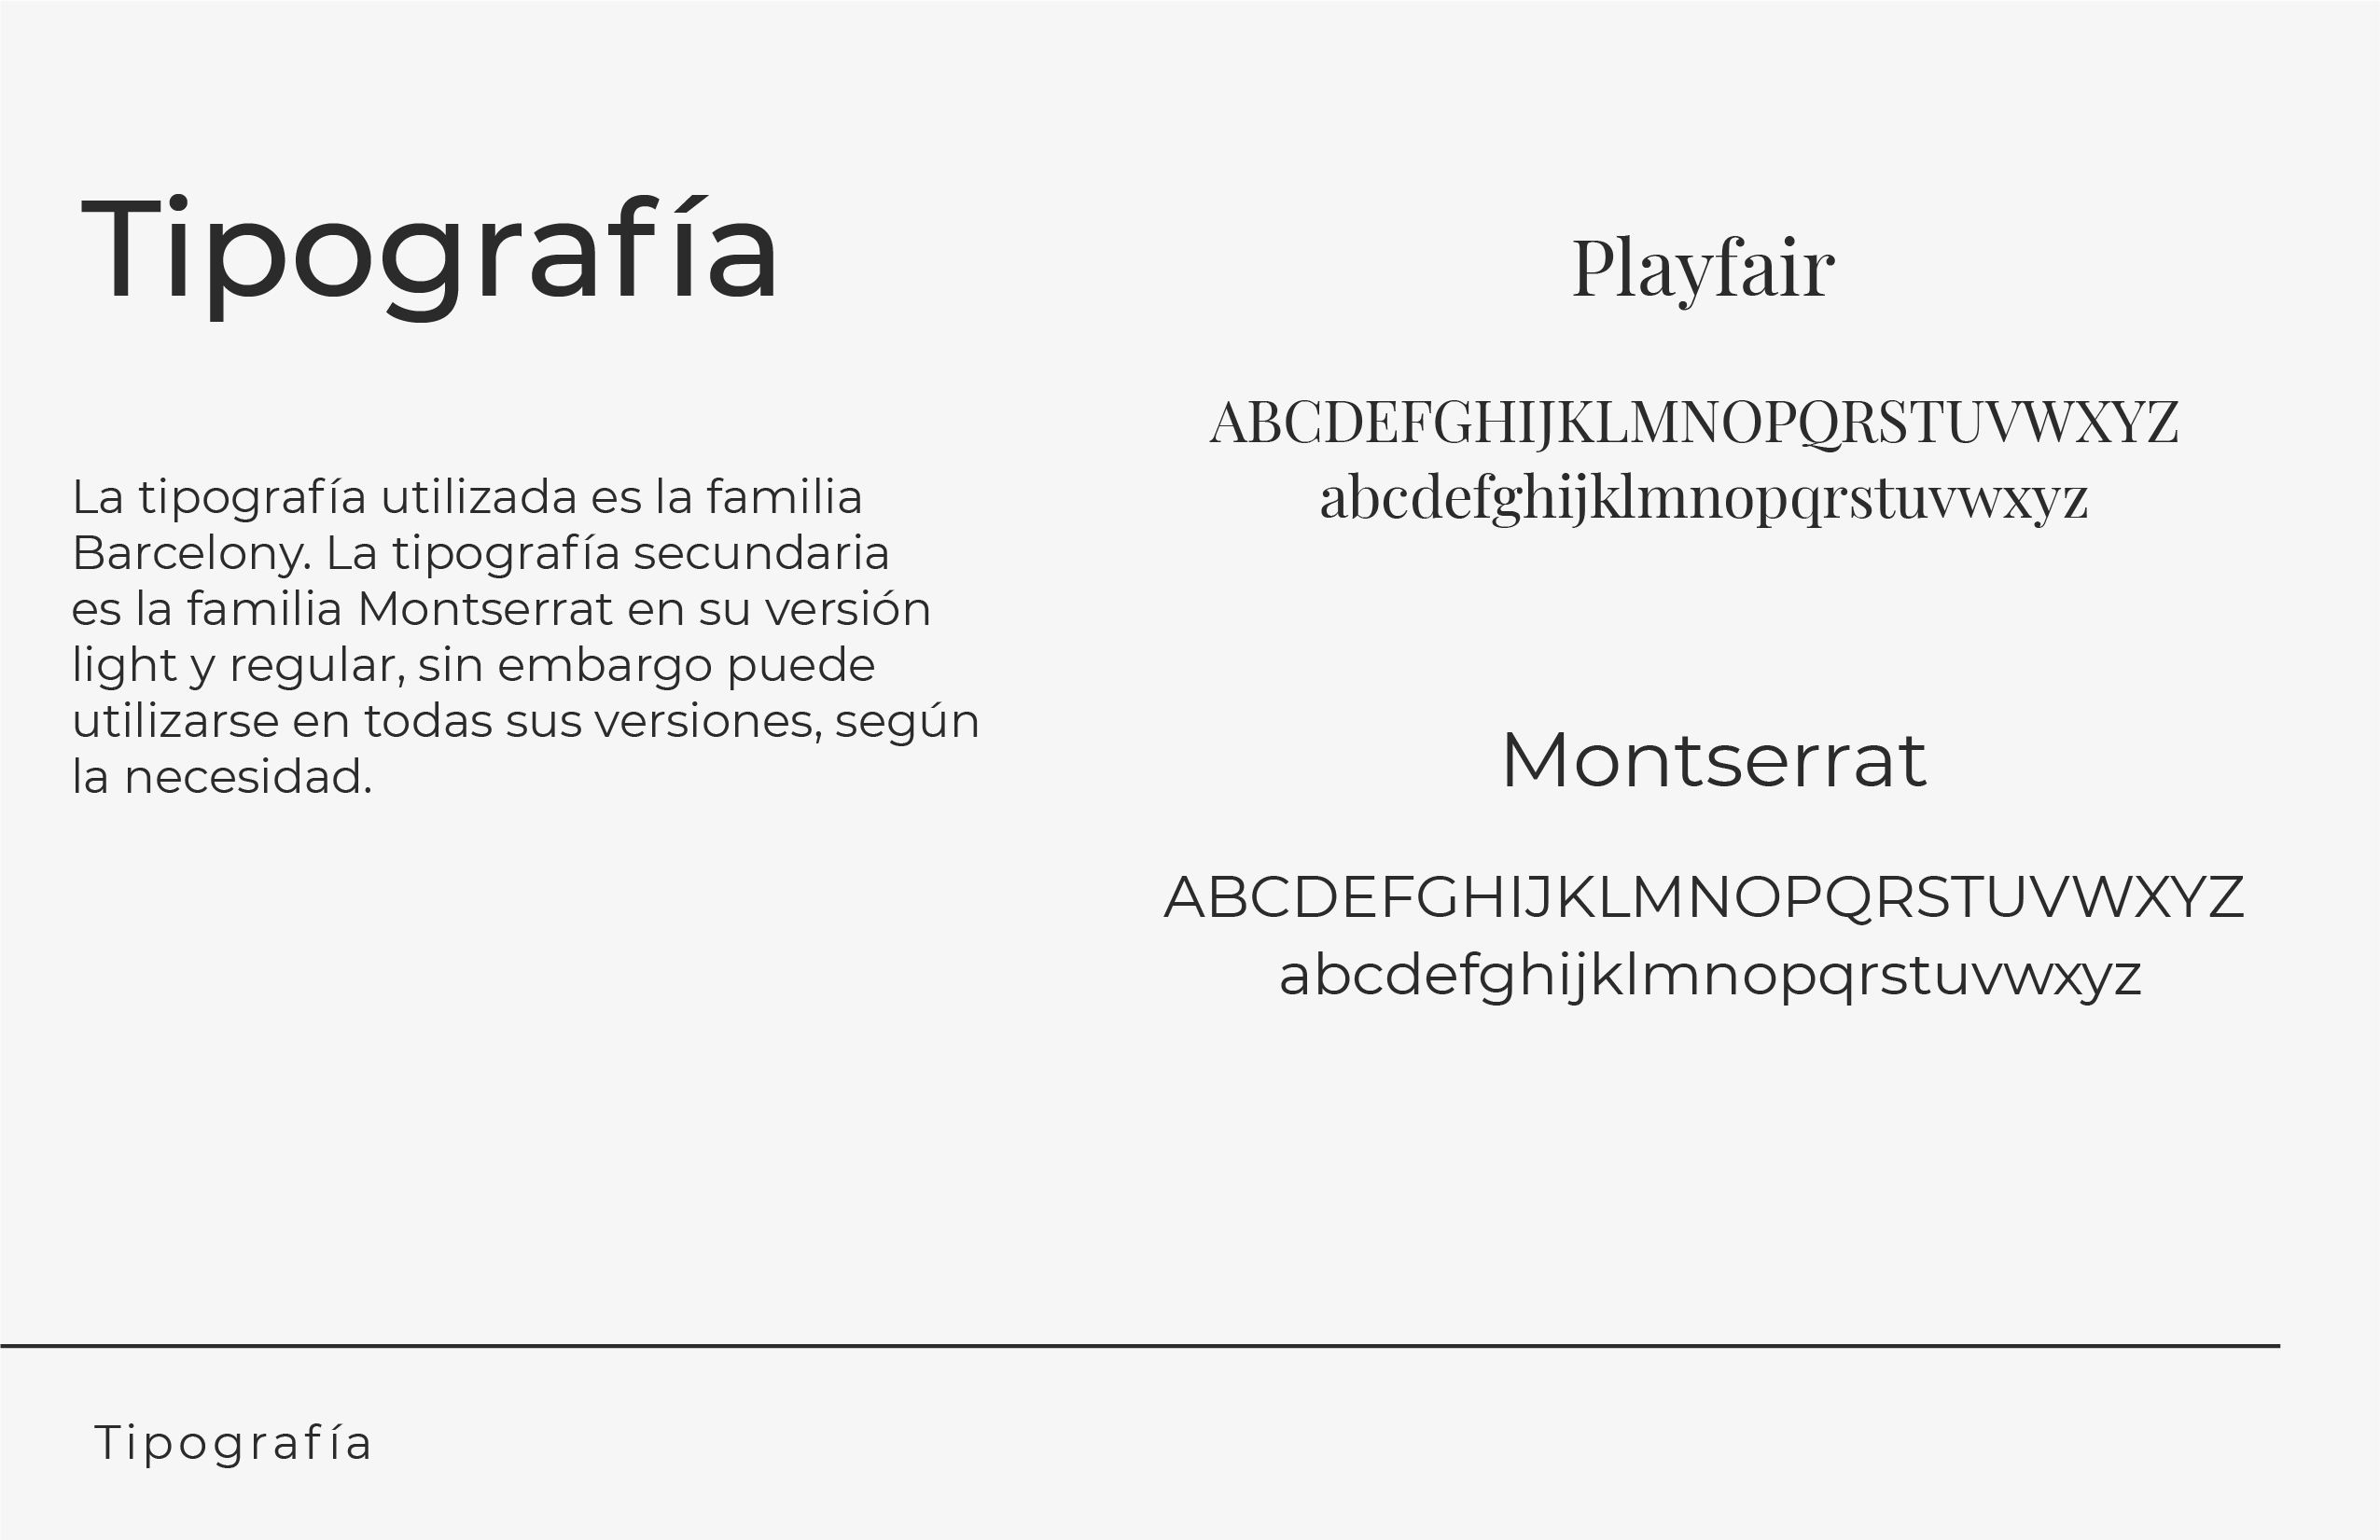 Tipografía
La tipografía utilizada es la familia
Barcelony. La tipografía secundaria
es la familia Montserrat en su versión
light y regular, sin embargo puede
utilizarse en todas sus versiones, según
la necesidad.
Playfair
ABCDEFGHIJKLMNOPQRSTUVWXYZ
abcdefghijklmnopqrstuvwxyz
Montserrat
ABCDEFGHIJKLMNOPQRSTUVWXYZ
abcdefghijklmnopqrstuvwxyz
Tipografía